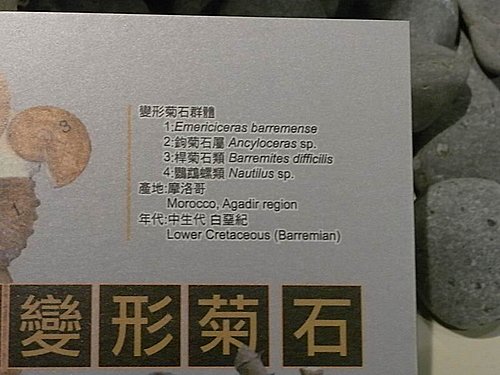 變形菊石群體
1:Emericiceras barremense
2:鉤菊石屬 Ancyloceras sp.
3:桿菊石類 Barremites difficilis
4:鸚鵡螺類 Nautilus sp.
產地:摩洛哥
Morocco, Agadir region
年代:中生代 白堊紀
Lower Cretaceous (Barremian)
3
1
變形菊石